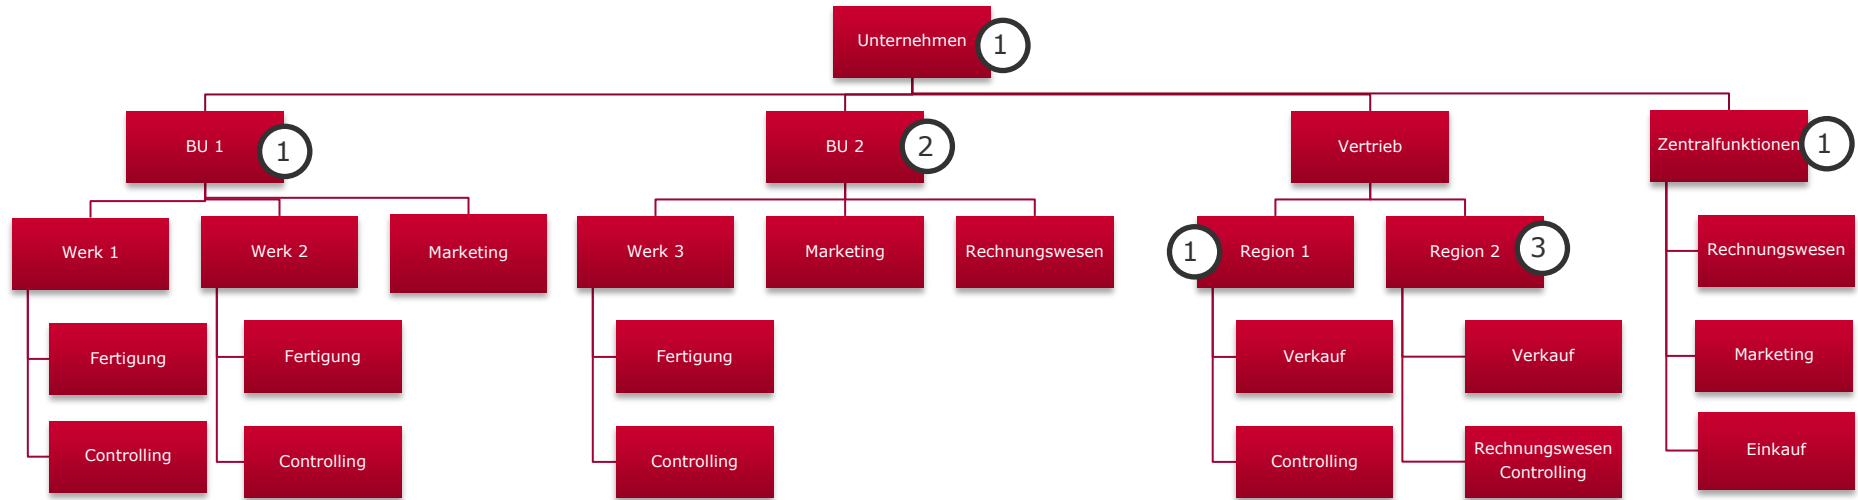 Unternehmen
1
BU 1
1
BU 2
2
Vertrieb
Zentralfunktionen
1
Werk 1
Werk 2
Marketing
Werk 3
Marketing
Rechnungswesen
1
Region 1
Region 2
3
Rechnungswesen
Fertigung
Fertigung
Fertigung
Verkauf
Verkauf
Marketing
Controlling
Controlling
Controlling
Controlling
Rechnungswesen
Controlling
Einkauf